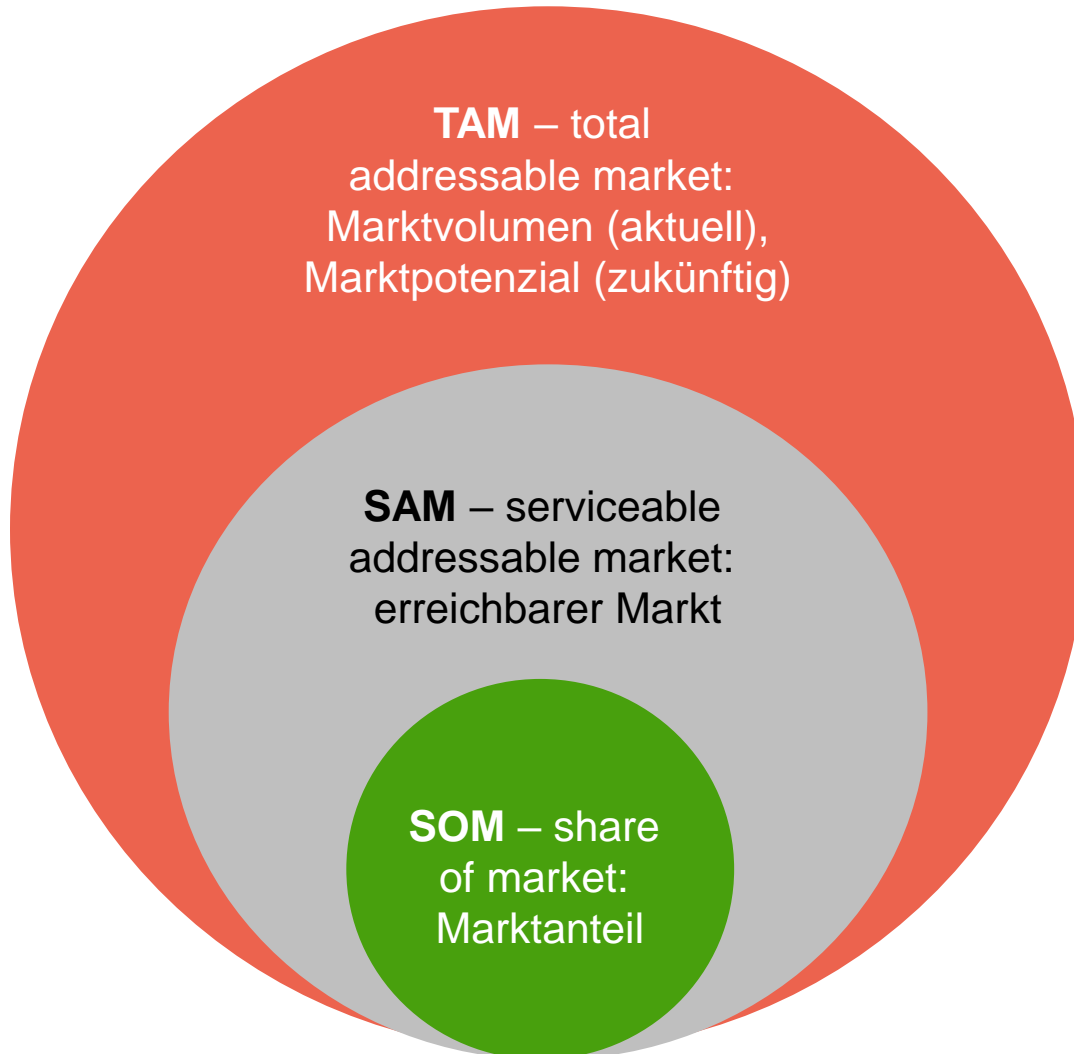 TAM – total
addressable market:
Marktvolumen (aktuell),
Marktpotenzial (zukünftig)
SAM – serviceable
addressable market:
erreichbarer Markt
SOM – share
of market:
Marktanteil